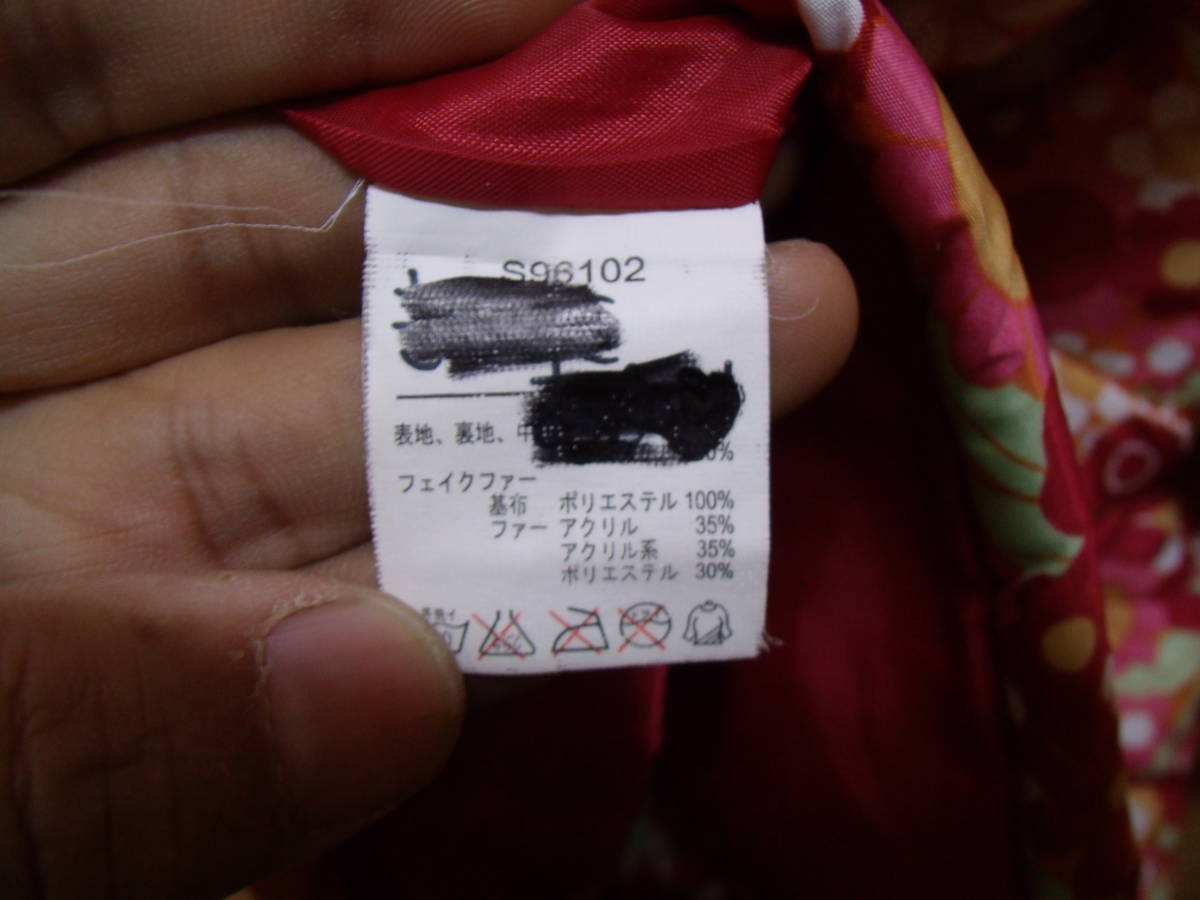 S96102
表地、裏地、中
0%
フェイクファー
基布 ポリエステル 100%
ファー アクリル 35%
アクリル系 35%
ポリエステル 30%